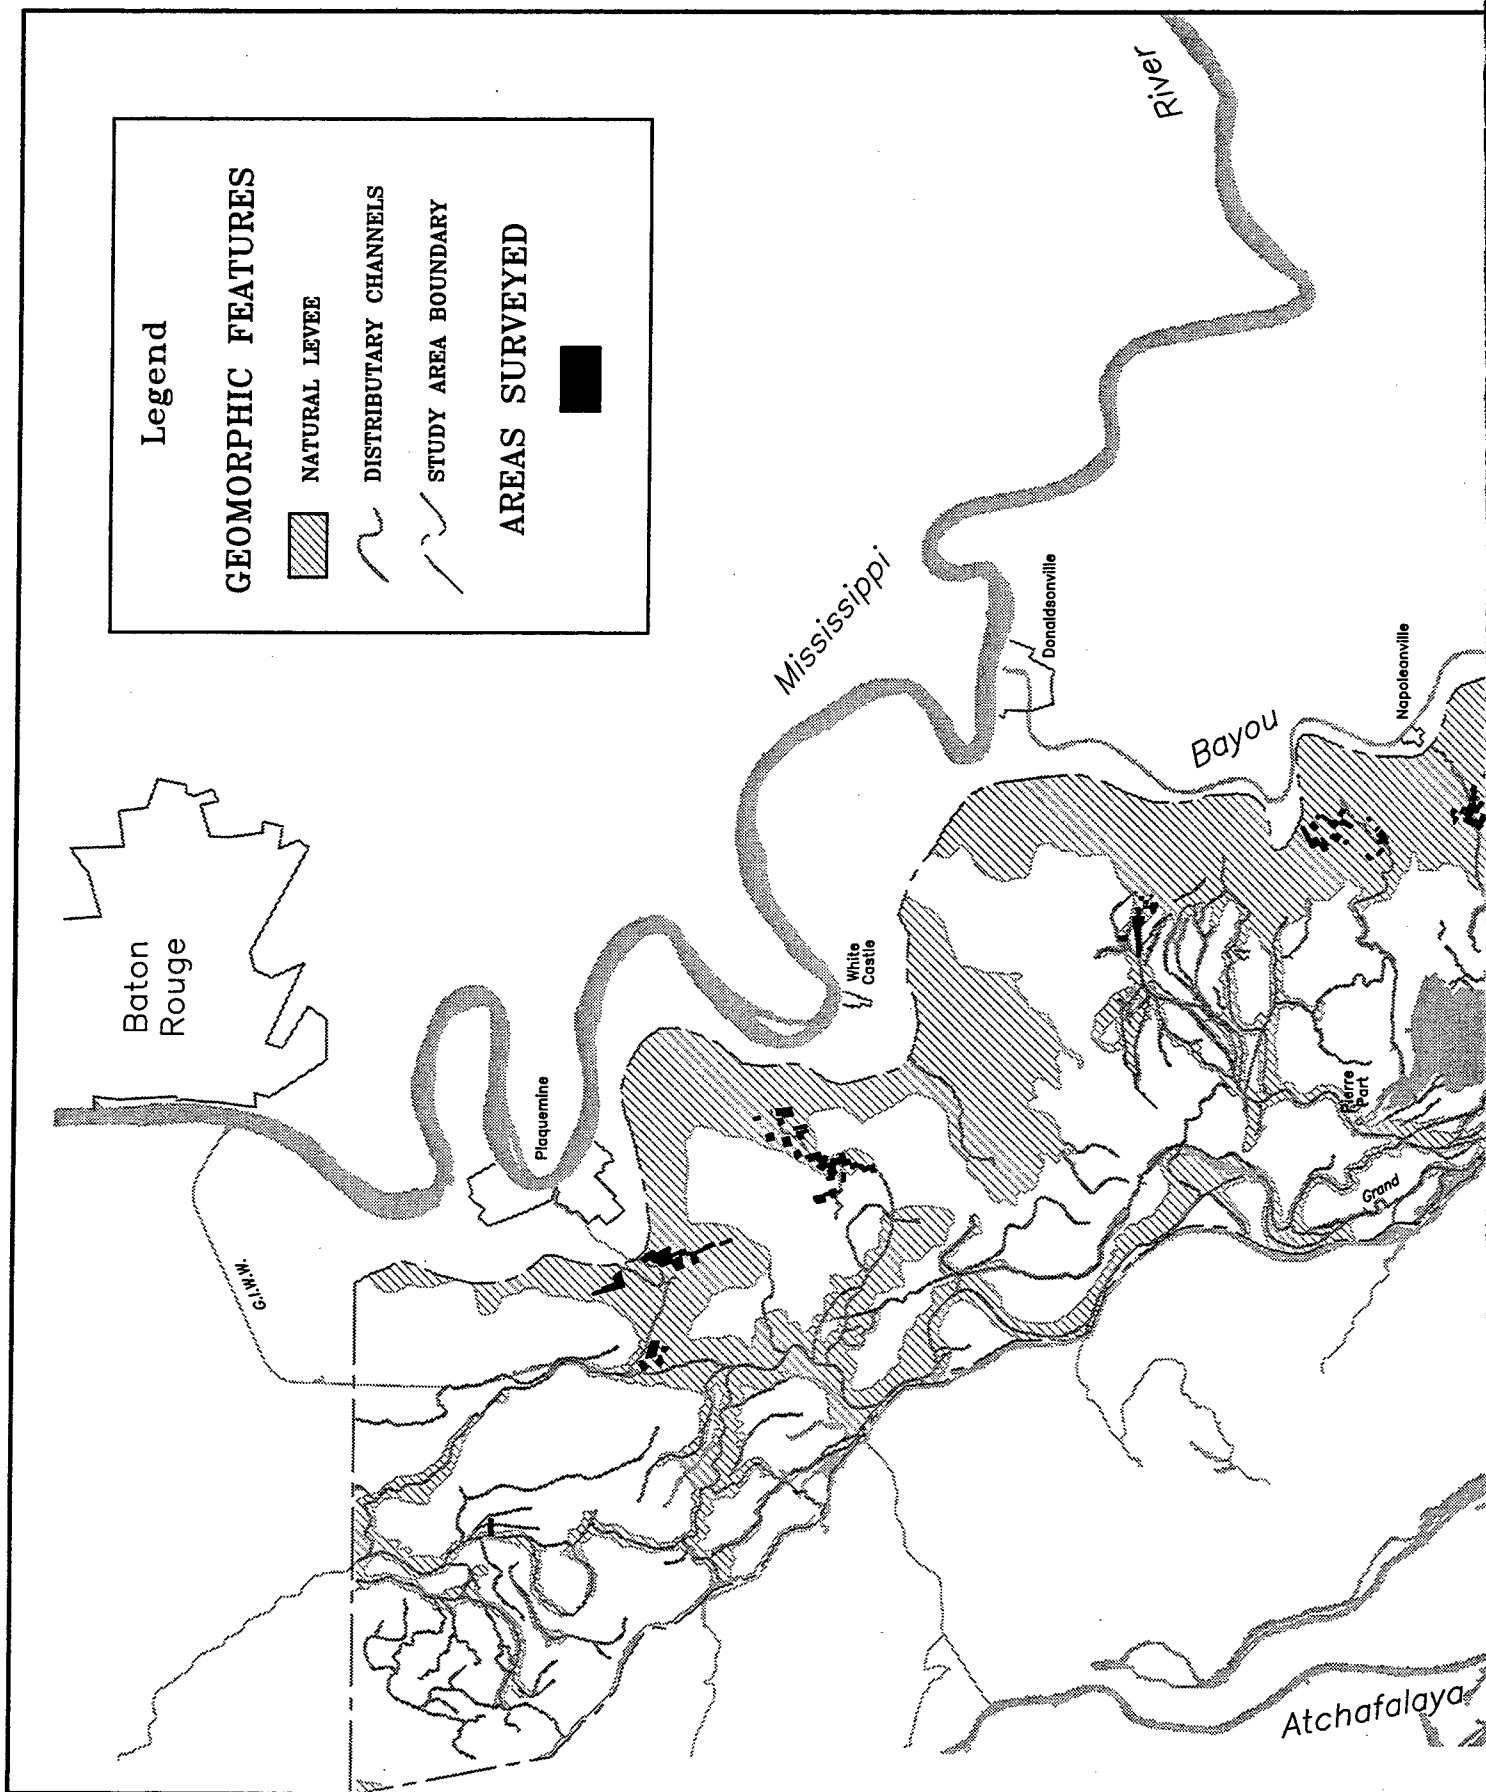 Legend
GEOMORPHIC FEATURES
NATURAL LEVEE
DISTRIBUTARY CHANNELS
STUDY AREA BOUNDARY
AREAS SURVEYED
River
Mississippi
Donaldsonville
Napoleanville
Bayou
Baton
Rouge
White
Castle
Plaquemine
G.I.W.W.
Pierre
Part
Grand
Atchafalaya